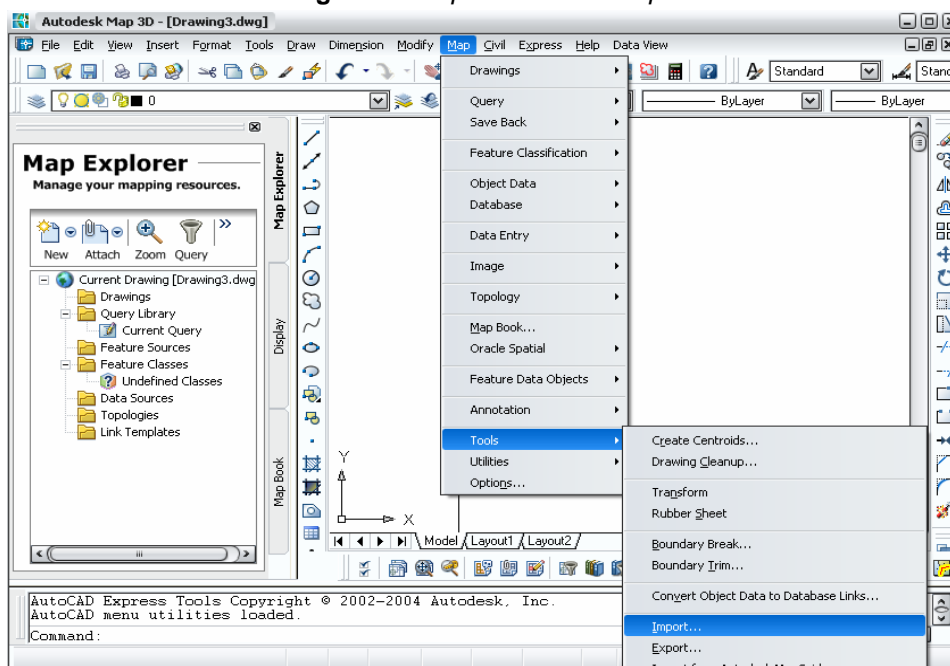 Autodesk Map 3D - [Drawing3.dwg]
File Edit View Insert Format Tools Draw Dimension Modify Map Civil Express Help Data View
Standard
0
ByLayer
ByLayer
Map Explorer
Manage your mapping resources.
New Attach Zoom Query
Current Drawing [Drawing3.dwg
Drawings
Query Library
Current Query
Feature Sources
Feature Classes
Undefined Classes
Data Sources
Topologies
Link Templates
Map Explorer
Display
Map Book
Drawings
Query
Save Back
Feature Classification
Object Data
Database
Data Entry
Image
Topology
Map Book...
Oracle Spatial
Feature Data Objects
Annotation
Tools
Utilities
Options...
Create Centroids...
Drawing Cleanup...
Transform
Rubber Sheet
Boundary Break...
Boundary Trim...
Convert Object Data to Database Links...
Import...
Export...
Y
X
Model Layout1 Layout2
AutoCAD Express Tools Copyright © 2002-2004 Autodesk, Inc.
AutoCAD menu utilities loaded.
Command: